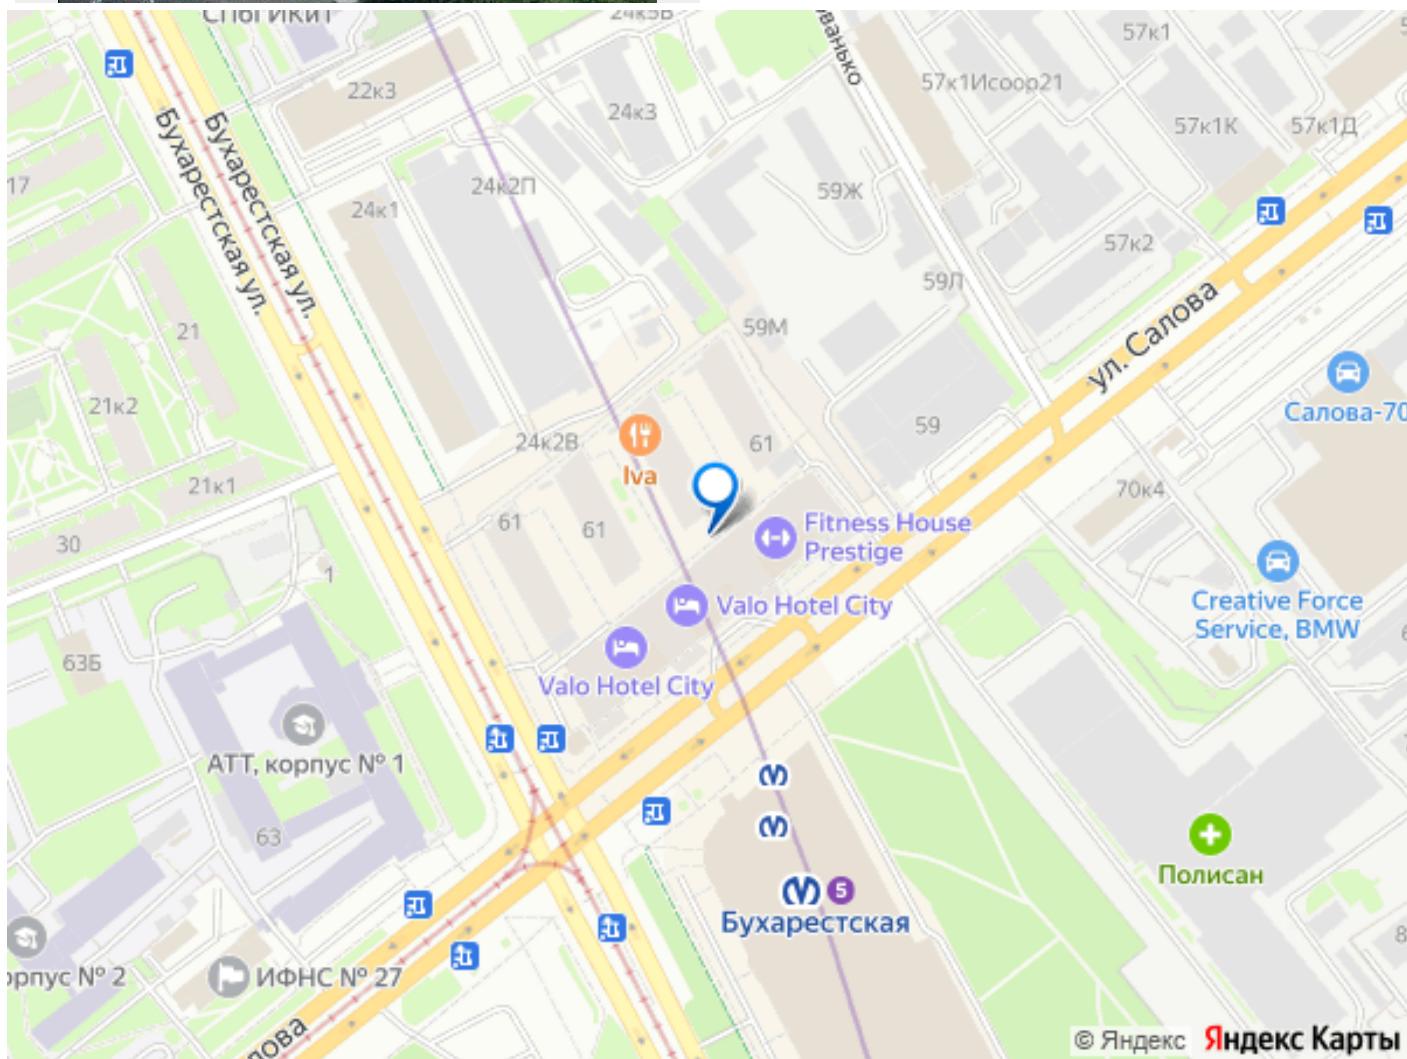 СПбГИКиТ
24к5В
57к1
22к3
57к1Исоор21
24к3
57к1К
57к1Д
Бухарестская ул.
Бухарестская ул.
17
24к2П
59Ж
24к1
57к2
59Л
ул. Салова
21
59М
21к2
Салова-70
24к2В
Iva
61
59
21к1
70к4
61
61
Fitness House
Prestige
30
1
Valo Hotel City
Creative Force
Service, BMW
63Б
Valo Hotel City
АТТ, корпус № 1
63
Полисан
5
Бухарестская
орпус № 2
ИФНС № 27
© Яндекс
Яндекс Карты